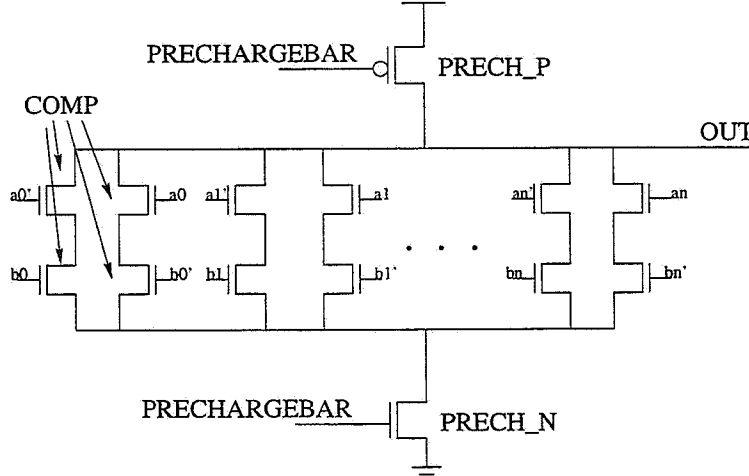 PRECHARGEBAR
PRECH_P
COMP
OUT
a0' a0 a1' a1 an' an
. . .
b0 b0' b1 b1' bn bn'
PRECHARGEBAR
PRECH_N